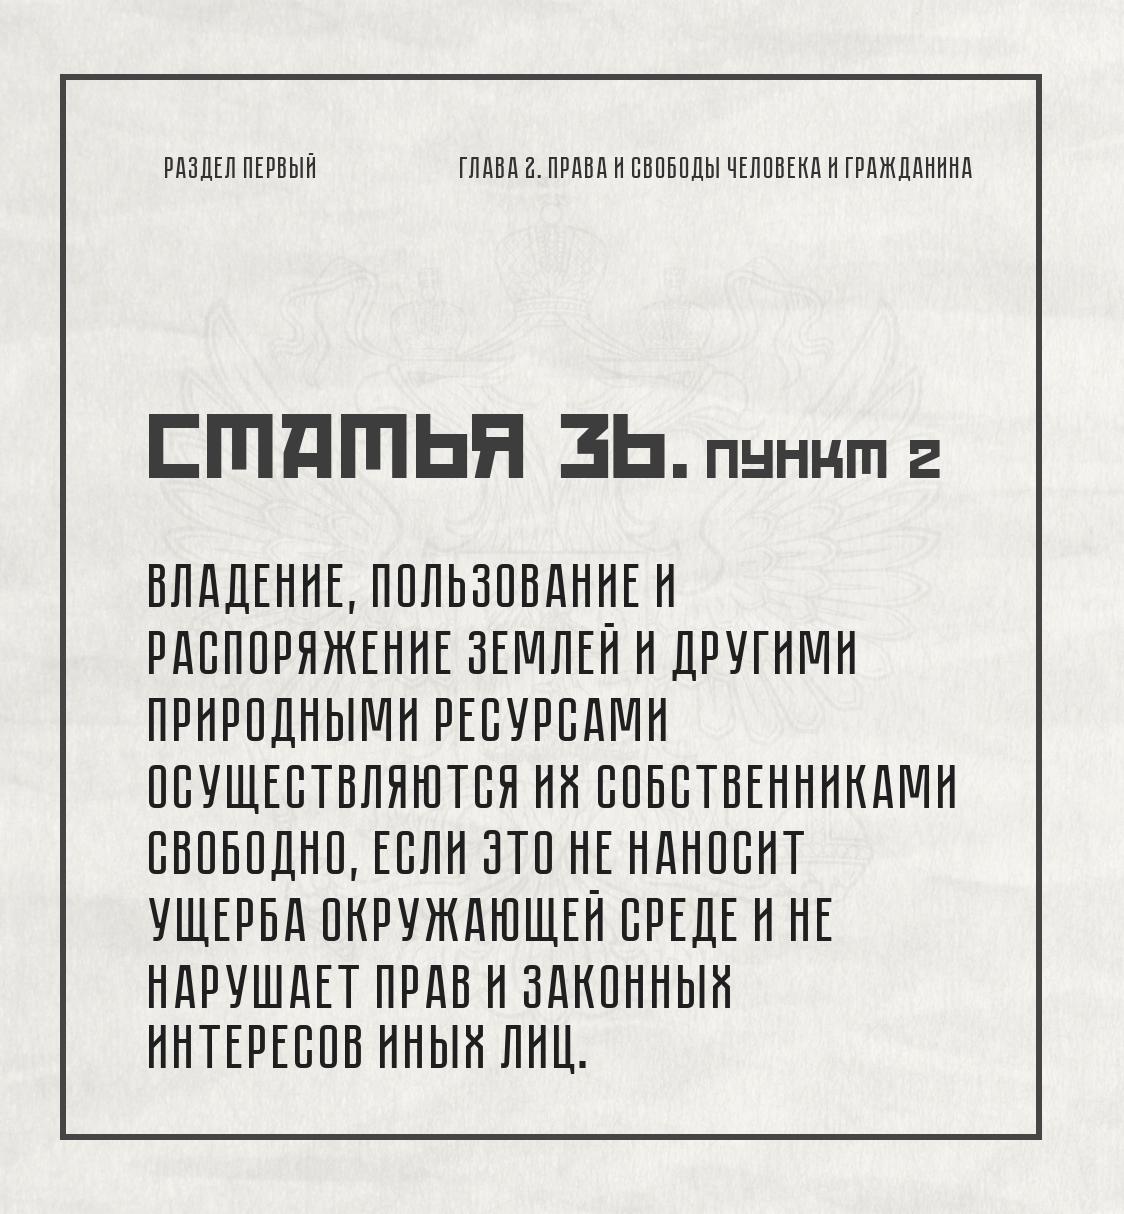 РАЗДЕЛ ПЕРВЫЙ ГЛАВА 2. ПРАВА И СВОБОДЫ ЧЕЛОВЕКА И ГРАЖДАНИНА
СТАТЬЯ 36. ПУНКТ 2
ВЛАДЕНИЕ, ПОЛЬЗОВАНИЕ И
РАСПОРЯЖЕНИЕ ЗЕМЛЕЙ И ДРУГИМИ
ПРИРОДНЫМИ РЕСУРСАМИ
ОСУЩЕСТВЛЯЮТСЯ ИХ СОБСТВЕННИКАМИ
СВОБОДНО, ЕСЛИ ЭТО НЕ НАНОСИТ
УЩЕРБА ОКРУЖАЮЩЕЙ СРЕДЕ И НЕ
НАРУШАЕТ ПРАВ И ЗАКОННЫХ
ИНТЕРЕСОВ ИНЫХ ЛИЦ.